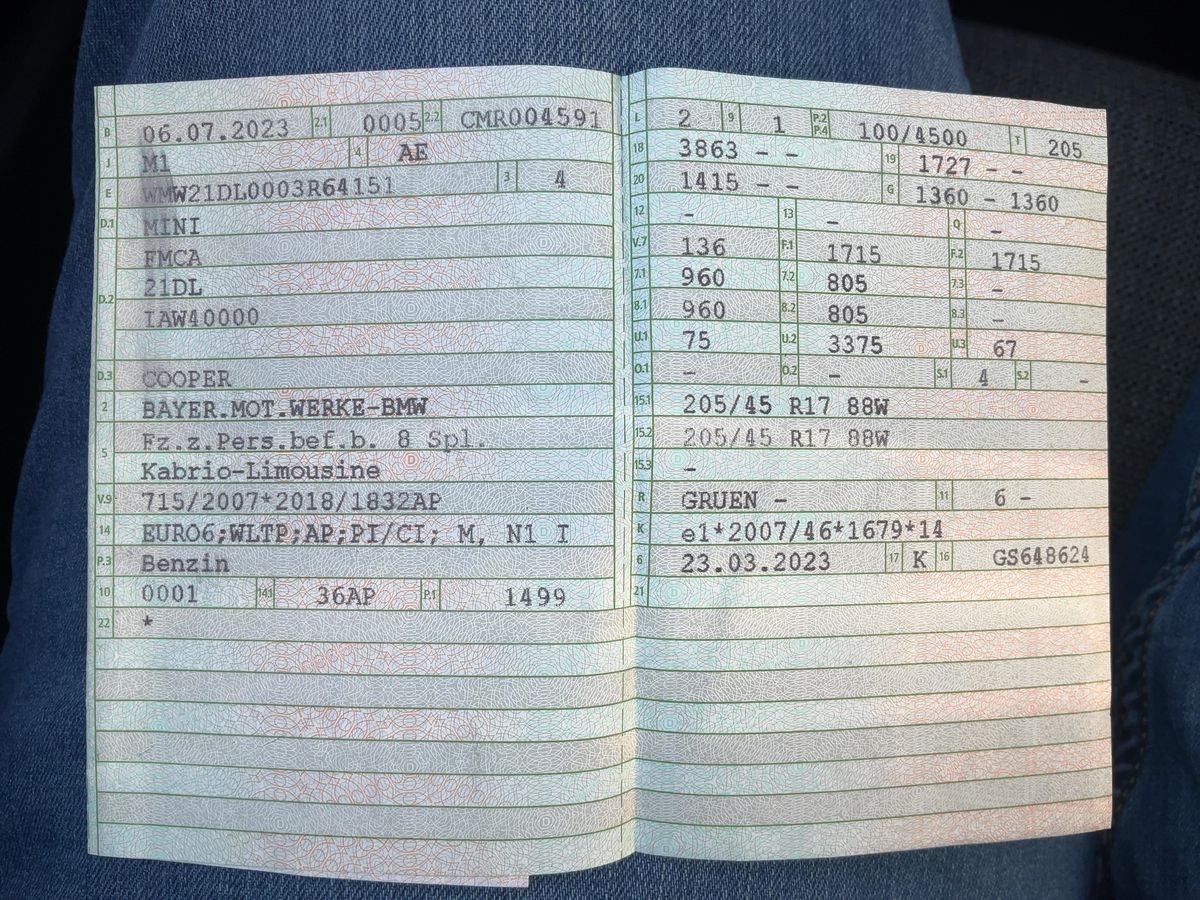 B 06.07.2023 2.1 0005 2.2 CMR004591
J M1 4 AE
E WMW21DL0003R64151 3 4
D.1 MINI
FMCA
D.2 21DL
IAW40000
D.3 COOPER
2 BAYER.MOT.WERKE-BMW
5 Fz.z.Pers.bef.b. 8 Spl.
Kabrio-Limousine
V.9 715/2007*2018/1832AP
14 EURO6;WLTP;AP;PI/CI; M, N1 I
P.3 Benzin
10 0001 14.1 36AP P.1 1499
22 *
L 2 9 1 P.2 P.4 100/4500 T 205
18 3863 - - 19 1727 - -
20 1415 - - G 1360 - 1360
12 - 13 - Q -
V.7 136 F.1 1715 F.2 1715
7.1 960 7.2 805 7.3 -
8.1 960 8.2 805 8.3 -
U.1 75 U.2 3375 U.3 67
O.1 - O.2 - S.1 4 S.2 -
15.1 205/45 R17 88W
15.2 205/45 R17 88W
15.3 -
R GRUEN - 11 6 -
K e1*2007/46*1679*14
6 23.03.2023 17 K 16 GS648624
21